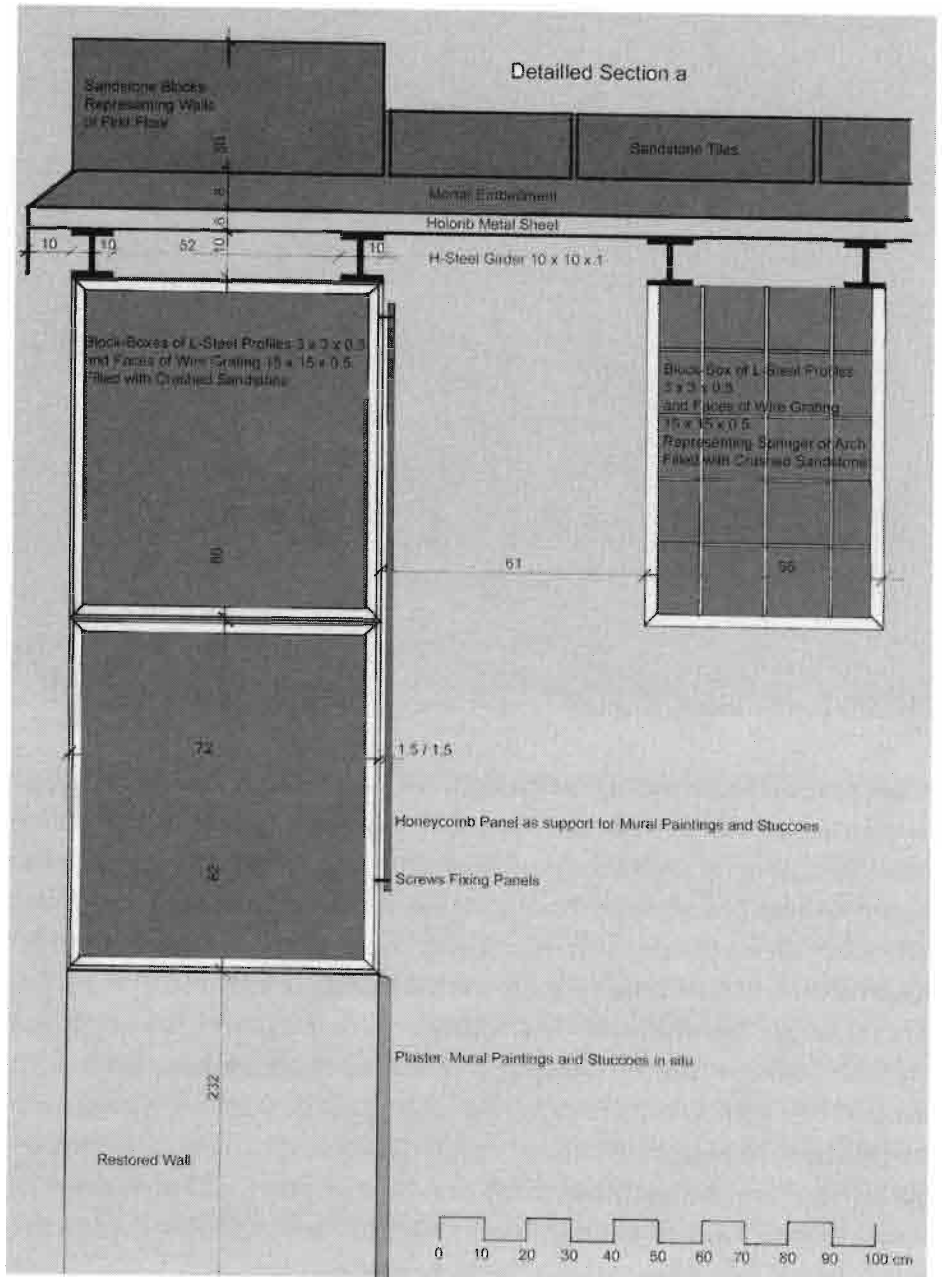 Detailled Section a
Sandstone Blocks
Representing Walls
of First Floor
Sandstone Tiles
Mortar Embedment
8
Holorib Metal Sheet
6
10
10
52
10
10
H-Steel Girder 10 x 10 x 1
Block-Boxes of L-Steel Profiles 3 x 3 x 0.3
and Faces of Wire Grating 15 x 15 x 0.5
Filled with Crushed Sandstone
Block-Box of L-Steel Profiles
3 x 3 x 0.3
and Faces of Wire Grating
15 x 15 x 0.5
Representing Springer of Arch
Filled with Crushed Sandstone
80
61
55
72
1.5 / 1.5
Honeycomb Panel as support for Mural Paintings and Stuccoes
Screws Fixing Panels
Plaster, Mural Paintings and Stuccoes in situ
232
Restored Wall
0 10 20 30 40 50 60 70 80 90 100 cm